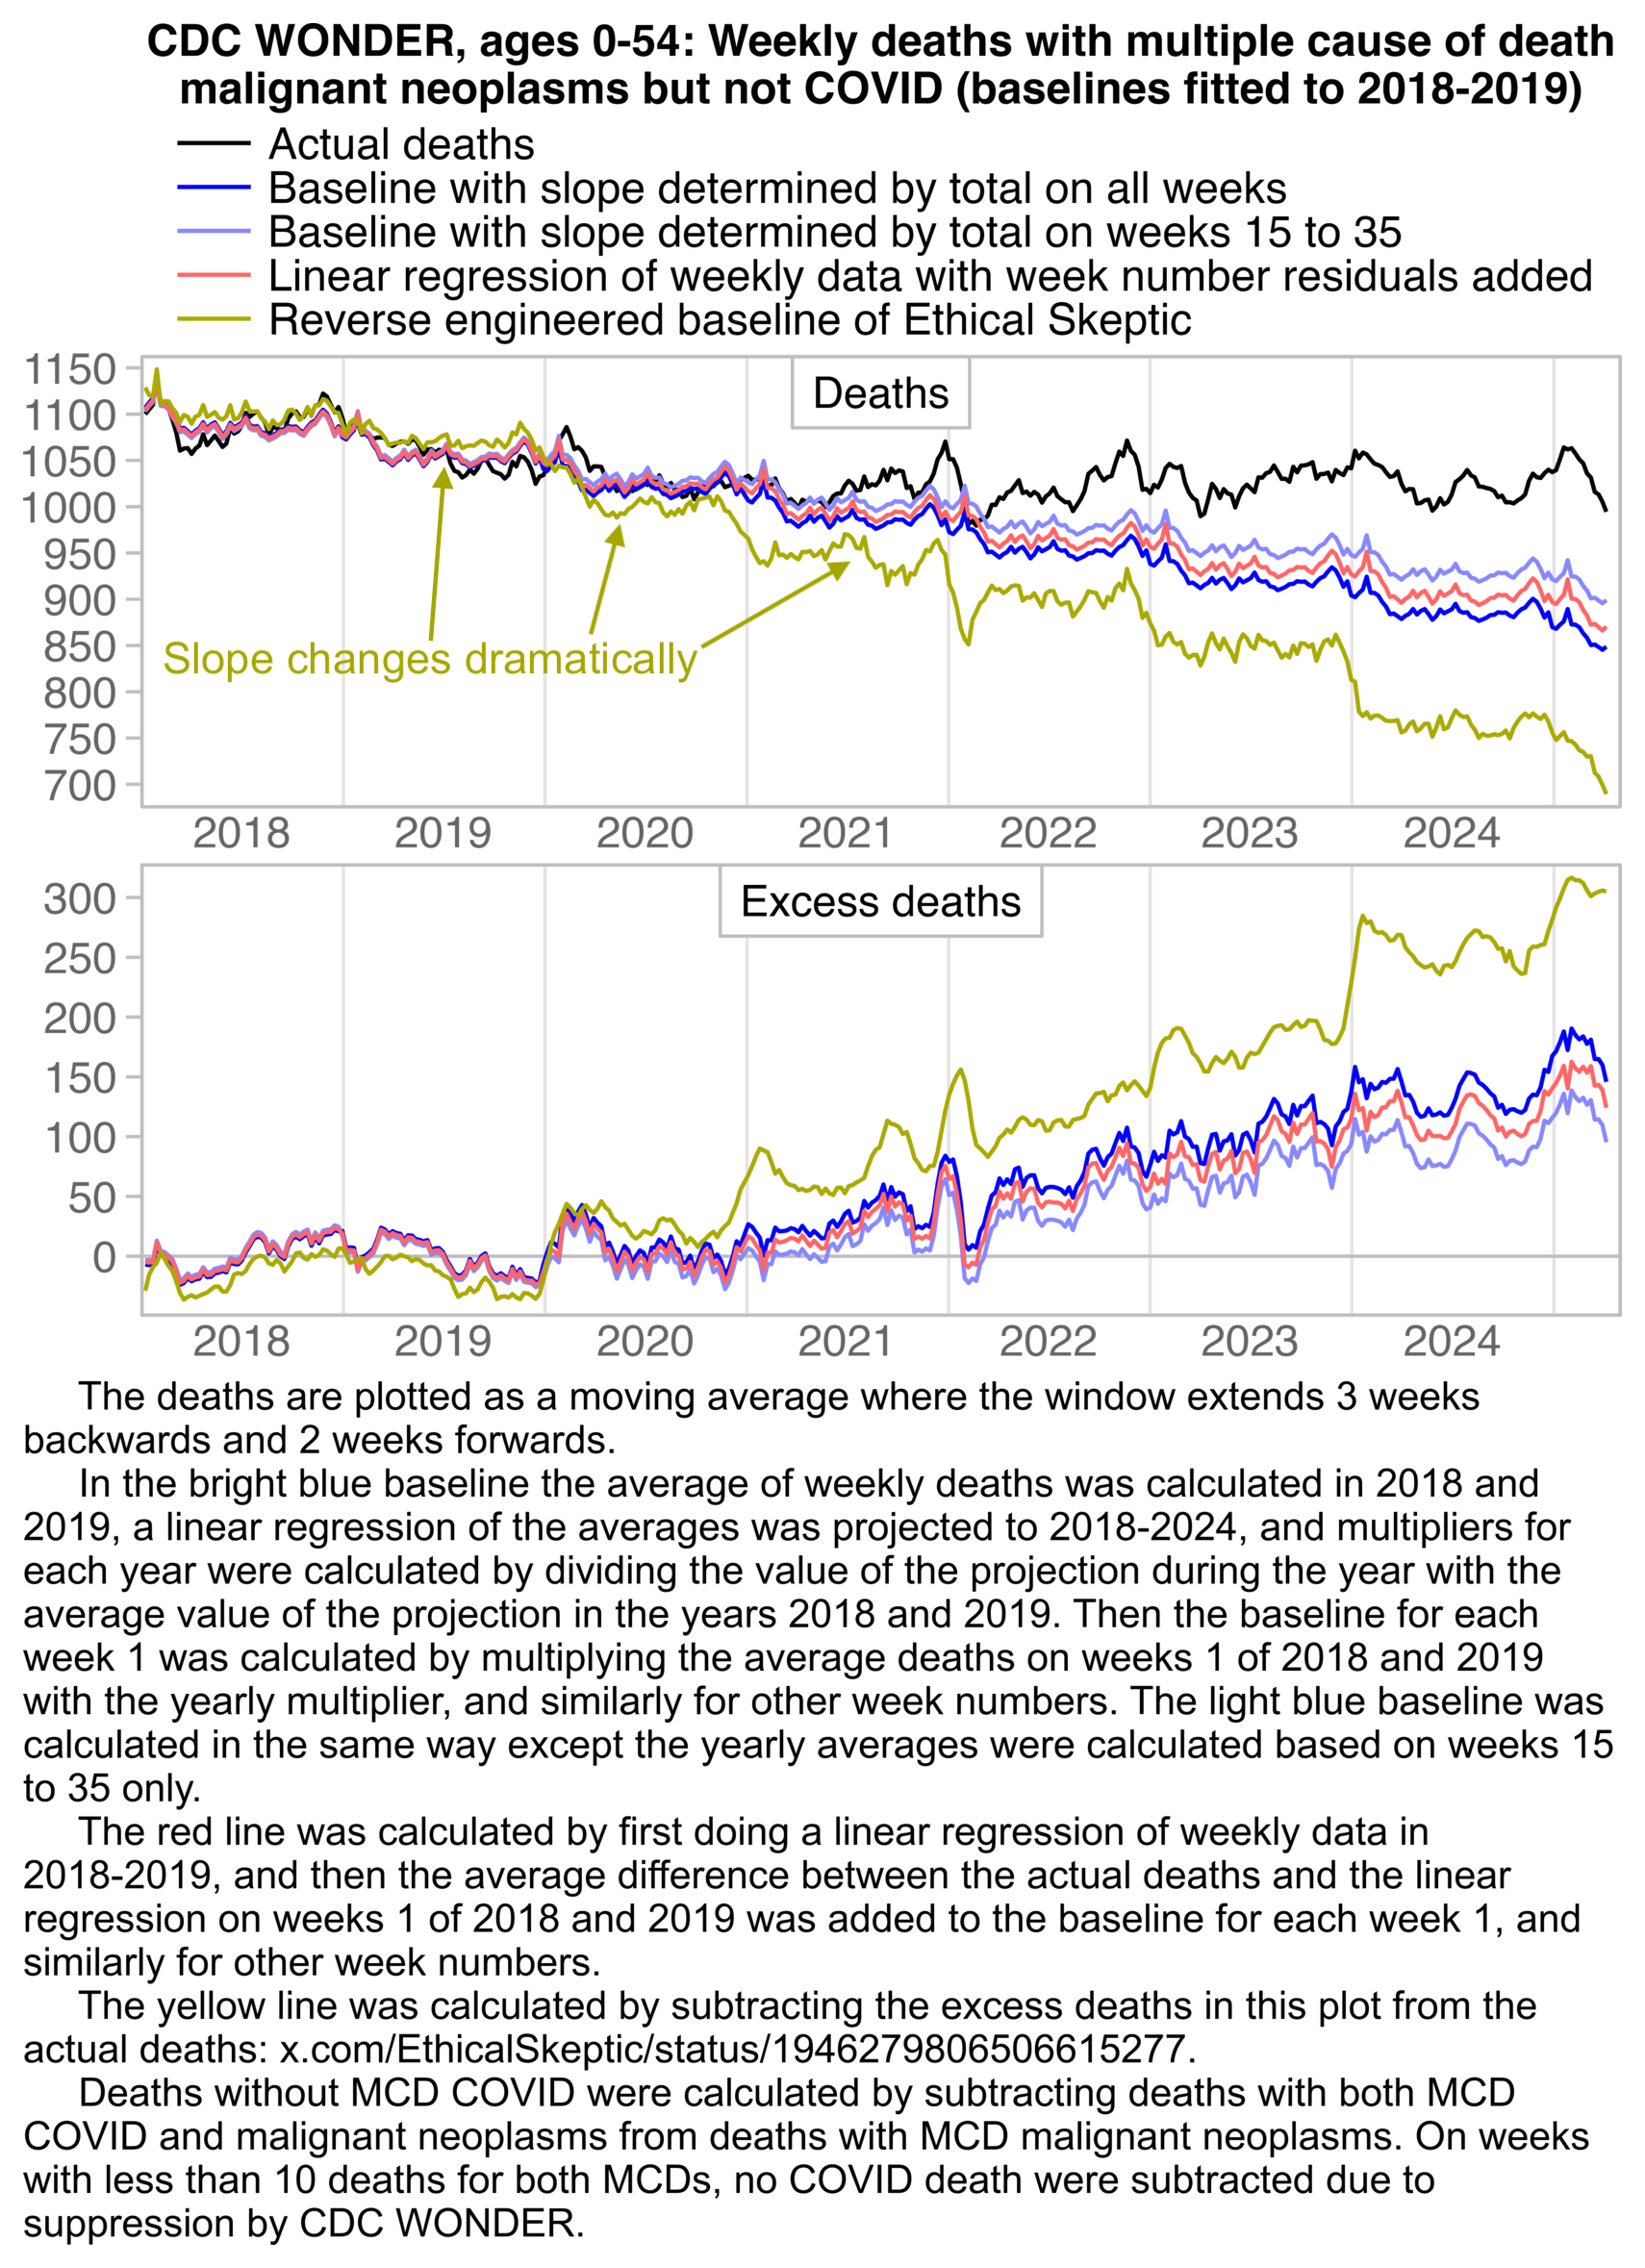 CDC WONDER, ages 0-54: Weekly deaths with multiple cause of death
malignant neoplasms but not COVID (baselines fitted to 2018-2019)
Actual deaths
Baseline with slope determined by total on all weeks
Baseline with slope determined by total on weeks 15 to 35
Linear regression of weekly data with week number residuals added
Reverse engineered baseline of Ethical Skeptic
Deaths
1150
1100
1050
1000
950
900
850
800
750
700
Slope changes dramatically
2018 2019 2020 2021 2022 2023 2024
Excess deaths
300
250
200
150
100
50
0
2018 2019 2020 2021 2022 2023 2024
The deaths are plotted as a moving average where the window extends 3 weeks
backwards and 2 weeks forwards.
In the bright blue baseline the average of weekly deaths was calculated in 2018 and
2019, a linear regression of the averages was projected to 2018-2024, and multipliers for
each year were calculated by dividing the value of the projection during the year with the
average value of the projection in the years 2018 and 2019. Then the baseline for each
week 1 was calculated by multiplying the average deaths on weeks 1 of 2018 and 2019
with the yearly multiplier, and similarly for other week numbers. The light blue baseline was
calculated in the same way except the yearly averages were calculated based on weeks 15
to 35 only.
The red line was calculated by first doing a linear regression of weekly data in
2018-2019, and then the average difference between the actual deaths and the linear
regression on weeks 1 of 2018 and 2019 was added to the baseline for each week 1, and
similarly for other week numbers.
The yellow line was calculated by subtracting the excess deaths in this plot from the
actual deaths: x.com/EthicalSkeptic/status/1946279806506615277.
Deaths without MCD COVID were calculated by subtracting deaths with both MCD
COVID and malignant neoplasms from deaths with MCD malignant neoplasms. On weeks
with less than 10 deaths for both MCDs, no COVID death were subtracted due to
suppression by CDC WONDER.